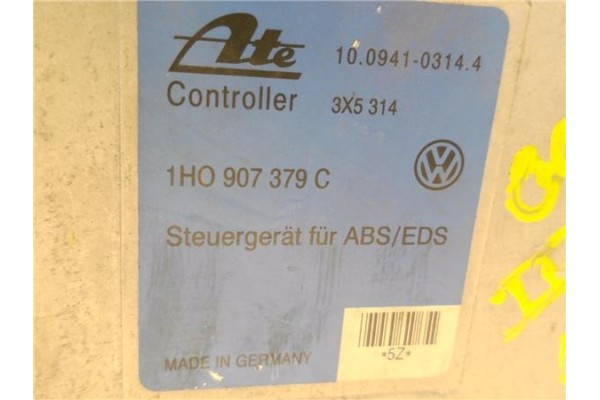 Ate
10.0941-0314.4
Controller
3X5 314
1HO 907 379 C
VW
Steuergerät für ABS/EDS
*5Z*
MADE IN GERMANY